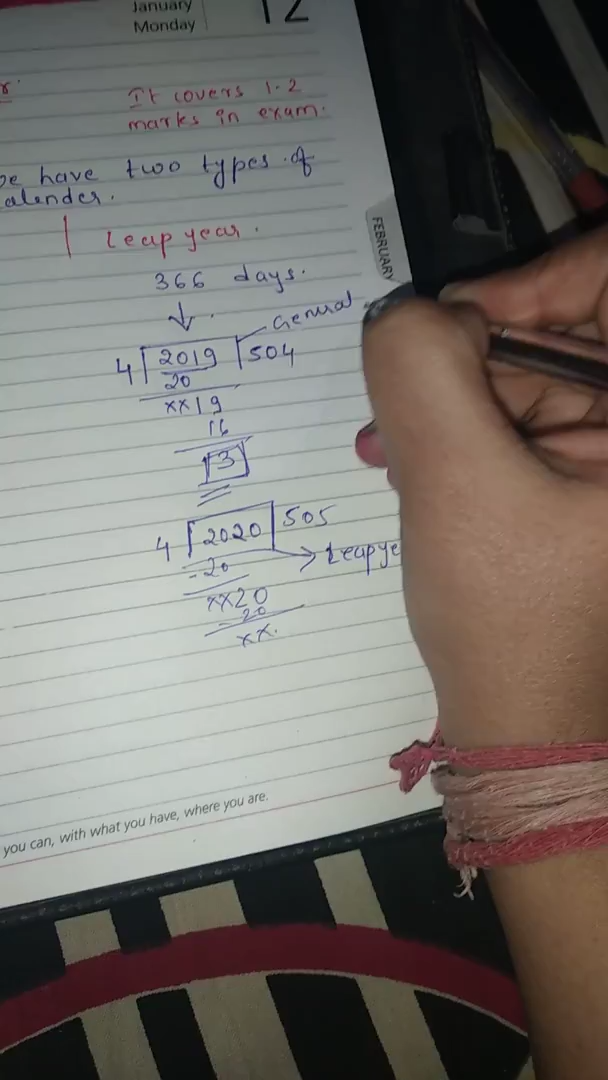 January
Monday
12
It covers 1-2
marks in exam.
have two types of
Leap year.
366 days.
General
4 2019 504
20
xx19
16
3
4 2020 505
Leap ye
-20
xx20
20
xx.
FEBRUARY
you can, with what you have, where you are.